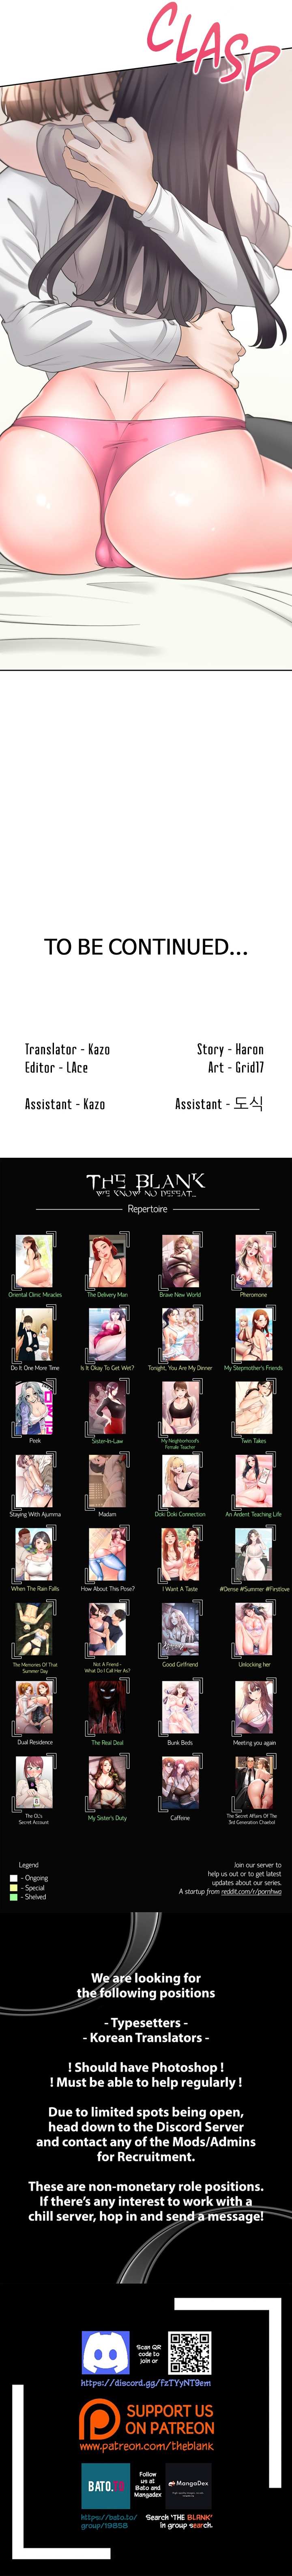 CLASP
TO BE CONTINUED...
Translator - Kazo
Editor - LAce
Assistant - Kazo
Story - Haron
Art - Grid17
Assistant - 도식
THE BLANK
WE KNOW NO DEFEAT...
Repertoire
Oriental Clinic Miracles
The Delivery Man
Brave New World
Pheromone
Do It One More Time
Is It Okay To Get Wet?
Tonight, You Are My Dinner
My Stepmother's Friends
Peek
Sister-In-Law
My Neighborhood's
Female Teacher
Twin Takes
Staying With Ajumma
Madam
Doki Doki Connection
An Ardent Teaching Life
When The Rain Falls
How About This Pose?
I Want A Taste
#Dense #Summer #Firstlove
The Memories Of That
Summer Day
Not A Friend -
What Do I Call Her As?
Good Girlfriend
Unlocking her
Dual Residence
The Real Deal
Bunk Beds
Meeting you again
The OL's
Secret Account
My Sister's Duty
Caffeine
The Secret Affairs Of The
3rd Generation Chaebol
Legend
- Ongoing
- Special
- Shelved
Join our server to
help us out or to get latest
updates about our series.
A startup from reddit.com/r/pornhwa
We are looking for
the following positions
- Typesetters -
- Korean Translators -
! Should have Photoshop !
! Must be able to help regularly !
Due to limited spots being open,
head down to the Discord Server
and contact any of the Mods/Admins
for Recruitment.
These are non-monetary role positions.
If there's any interest to work with a
chill server, hop in and send a message!
Scan QR
code to
join or
https://discord.gg/FzTYyNT9em
SUPPORT US
ON PATREON
www.patreon.com/theblank
BATO.TO
Follow
us at
Bato and
Mangadex
MangaDex
https://bato.to/
group/19858
Search 'THE BLANK'
in group search.